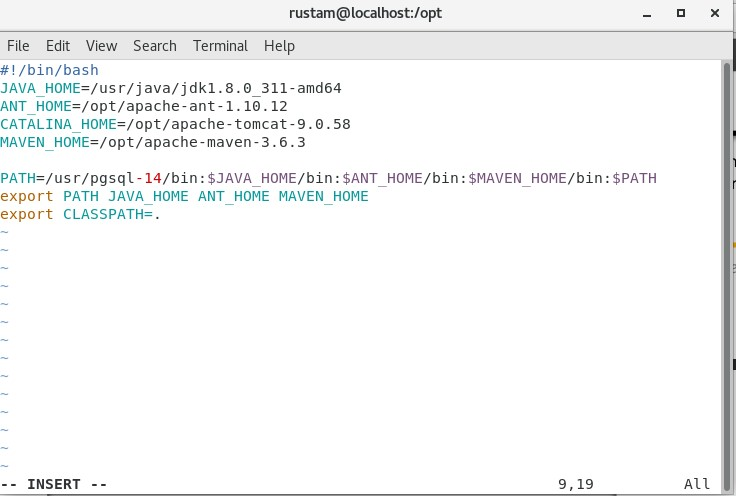 rustam@localhost:/opt
File Edit View Search Terminal Help
#!/bin/bash
JAVA_HOME=/usr/java/jdk1.8.0_311-amd64
ANT_HOME=/opt/apache-ant-1.10.12
CATALINA_HOME=/opt/apache-tomcat-9.0.58
MAVEN_HOME=/opt/apache-maven-3.6.3
PATH=/usr/pgsql-14/bin:$JAVA_HOME/bin:$ANT_HOME/bin:$MAVEN_HOME/bin:$PATH
export PATH JAVA_HOME ANT_HOME MAVEN_HOME
export CLASSPATH=.
~
~
~
~
~
~
~
~
~
~
~
~
~
~
-- INSERT -- 9,19 All